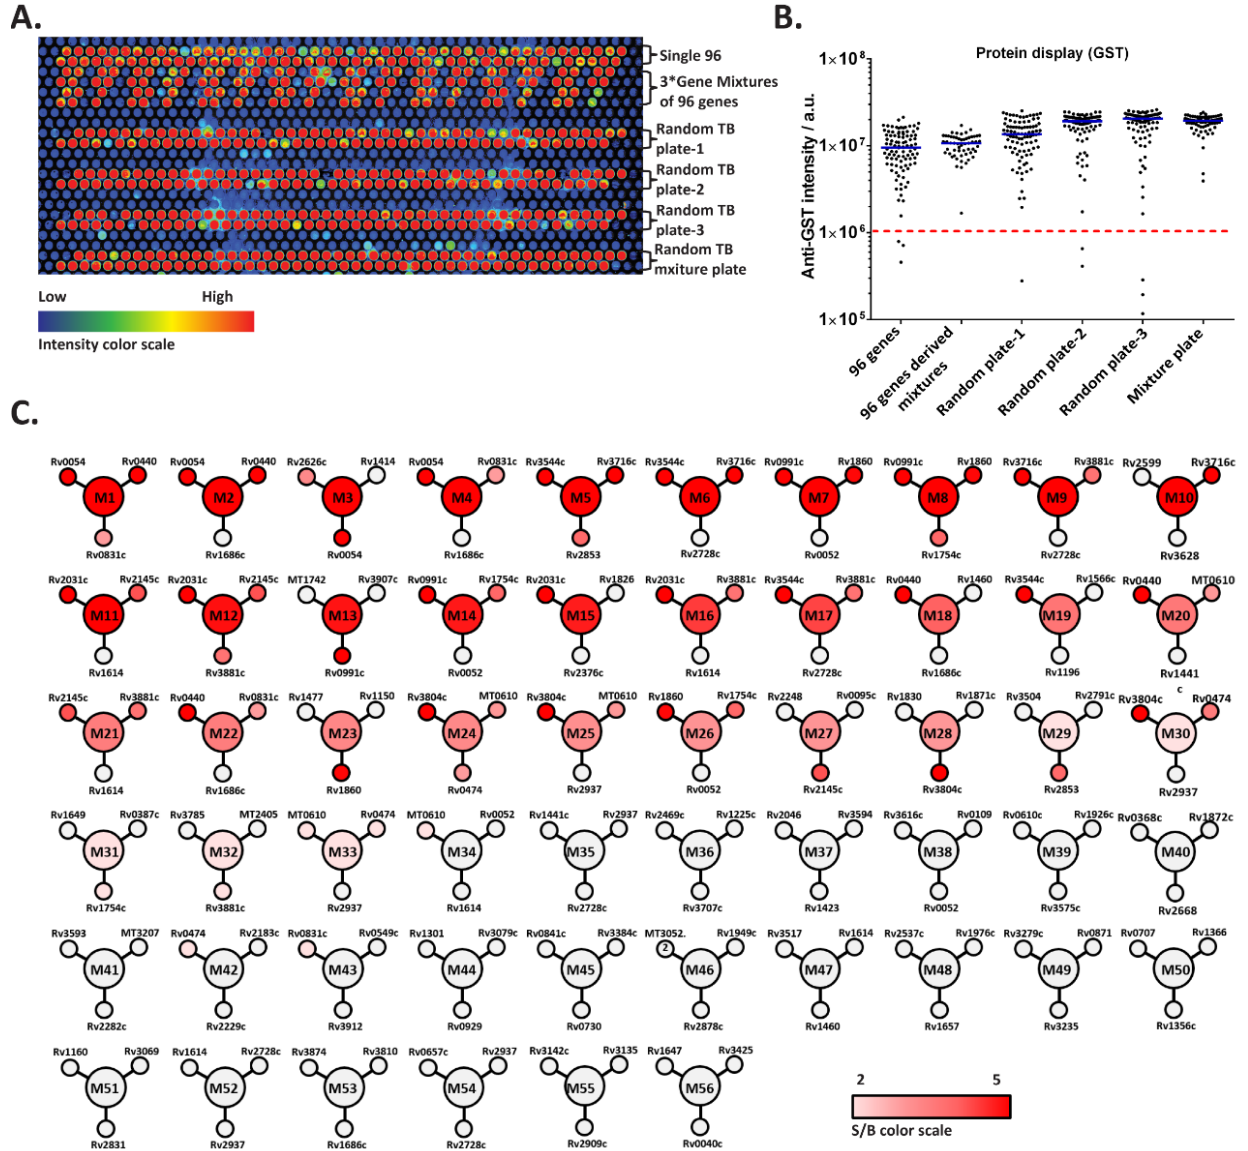 A.
Single 96
3*Gene Mixtures
of 96 genes
Random TB
plate-1
Random TB
plate-2
Random TB
plate-3
Random TB
mxiture plate
Low High
Intensity color scale
B.
Protein display (GST)
Anti-GST intensity / a.u.
1×10^8
1×10^7
1×10^6
1×10^5
96 genes
96 genes derived
mixtures
Random plate-1
Random plate-2
Random plate-3
Mixture plate
C.
Rv0054 Rv0440 Rv0054 Rv0440 Rv2626c Rv1414 Rv0054 Rv0831c Rv3544c Rv3716c Rv3544c Rv3716c Rv0991c Rv1860 Rv0991c Rv1860 Rv3716c Rv3881c Rv2599 Rv3716c
M1 M2 M3 M4 M5 M6 M7 M8 M9 M10
Rv0831c Rv1686c Rv0054 Rv1686c Rv2853 Rv2728c Rv0052 Rv1754c Rv2728c Rv3628
Rv2031c Rv2145c Rv2031c Rv2145c MT1742 Rv3907c Rv0991c Rv1754c Rv2031c Rv1826 Rv2031c Rv3881c Rv3544c Rv3881c Rv0440 Rv1460 Rv3544c Rv1566c Rv0440 MT0610
M11 M12 M13 M14 M15 M16 M17 M18 M19 M20
Rv1614 Rv3881c Rv0991c Rv0052 Rv2376c Rv1614 Rv2728c Rv1686c Rv1196 Rv1441
c
Rv2145c Rv3881c Rv0440 Rv0831c Rv1477 Rv1150 Rv3804c MT0610 Rv3804c MT0610 Rv1860 Rv1754c Rv2248 Rv0095c Rv1830 Rv1871c Rv3504 Rv2791c Rv3804c Rv0474
M21 M22 M23 M24 M25 M26 M27 M28 M29 M30
Rv1614 Rv1686c Rv1860 Rv0474 Rv2937 Rv0052 Rv2145c Rv3804c Rv2853 Rv2937
Rv1649 Rv0387c Rv3785 MT2405 MT0610 Rv0474 MT0610 Rv0052 Rv1441c Rv2937 Rv2469c Rv1225c Rv2046 Rv3594 Rv3616c Rv0109 Rv0610c Rv1926c Rv0368c Rv1872c
M31 M32 M33 M34 M35 M36 M37 M38 M39 M40
Rv1754c Rv3881c Rv2937 Rv1614 Rv2728c Rv3707c Rv1423 Rv0052 Rv3575c Rv2668
Rv3593 MT3207 Rv0474 Rv2183c Rv0831c Rv0549c Rv1301 Rv3079c Rv0841c Rv3384c MT3052. Rv1949c Rv3517 Rv1614 Rv2537c Rv1976c Rv3279c Rv0871 Rv0707 Rv1366
2
M41 M42 M43 M44 M45 M46 M47 M48 M49 M50
Rv2282c Rv2229c Rv3912 Rv0929 Rv0730 Rv2878c Rv1460 Rv1657 Rv3235 Rv1356c
Rv1160 Rv3069 Rv1614 Rv2728c Rv3874 Rv3810 Rv0657c Rv2937 Rv3142c Rv3135 Rv1647 Rv3425
M51 M52 M53 M54 M55 M56
Rv2831 Rv2937 Rv1686c Rv2728c Rv2909c Rv0040c
2 5
S/B color scale